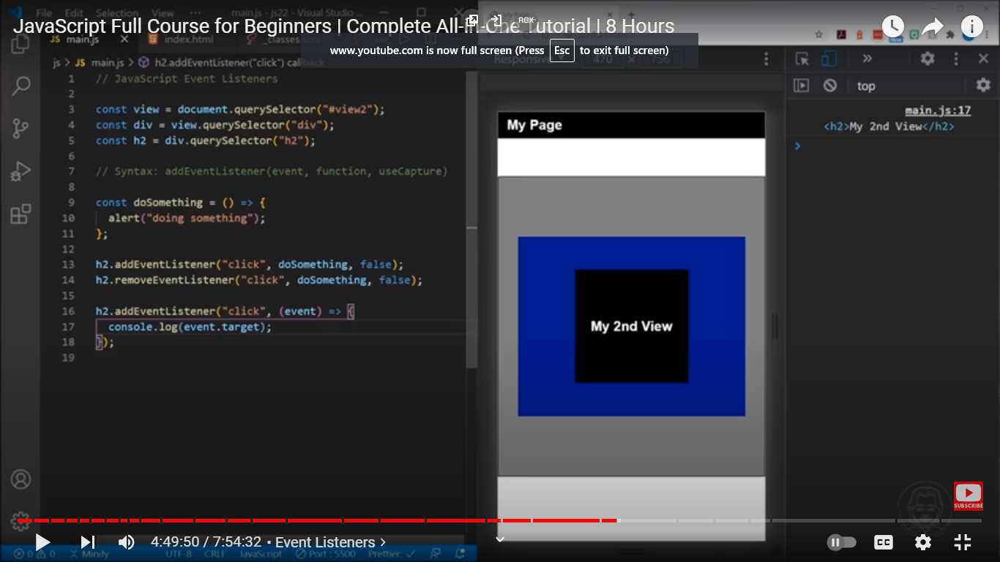 File Edit Selection View
main.js - js22 - Visual Studio ...
JavaScript Full Course for Beginners | Complete All-In-One Tutorial | 8 Hours
JS main.js
index.html
_classes
www.youtube.com is now full screen (Press Esc to exit full screen)
js > JS main.js > h2.addEventListener("click") callback
Responsive 470 × 756
top
1 // JavaScript Event Listeners
2
3 const view = document.querySelector("#view2");
4 const div = view.querySelector("div");
5 const h2 = div.querySelector("h2");
6
7 // Syntax: addEventListener(event, function, useCapture)
8
9 const doSomething = () => {
10 alert("doing something");
11 };
12
13 h2.addEventListener("click", doSomething, false);
14 h2.removeEventListener("click", doSomething, false);
15
16 h2.addEventListener("click", (event) => {
17 console.log(event.target);
18 });
19
My Page
My 2nd View
main.js:17
<h2>My 2nd View</h2>
SUBSCRIBE
4:49:50 / 7:54:32 • Event Listeners >
CC
0 0 Minify UTF-8 CRLF JavaScript Port : 5500 Prettier: ✓